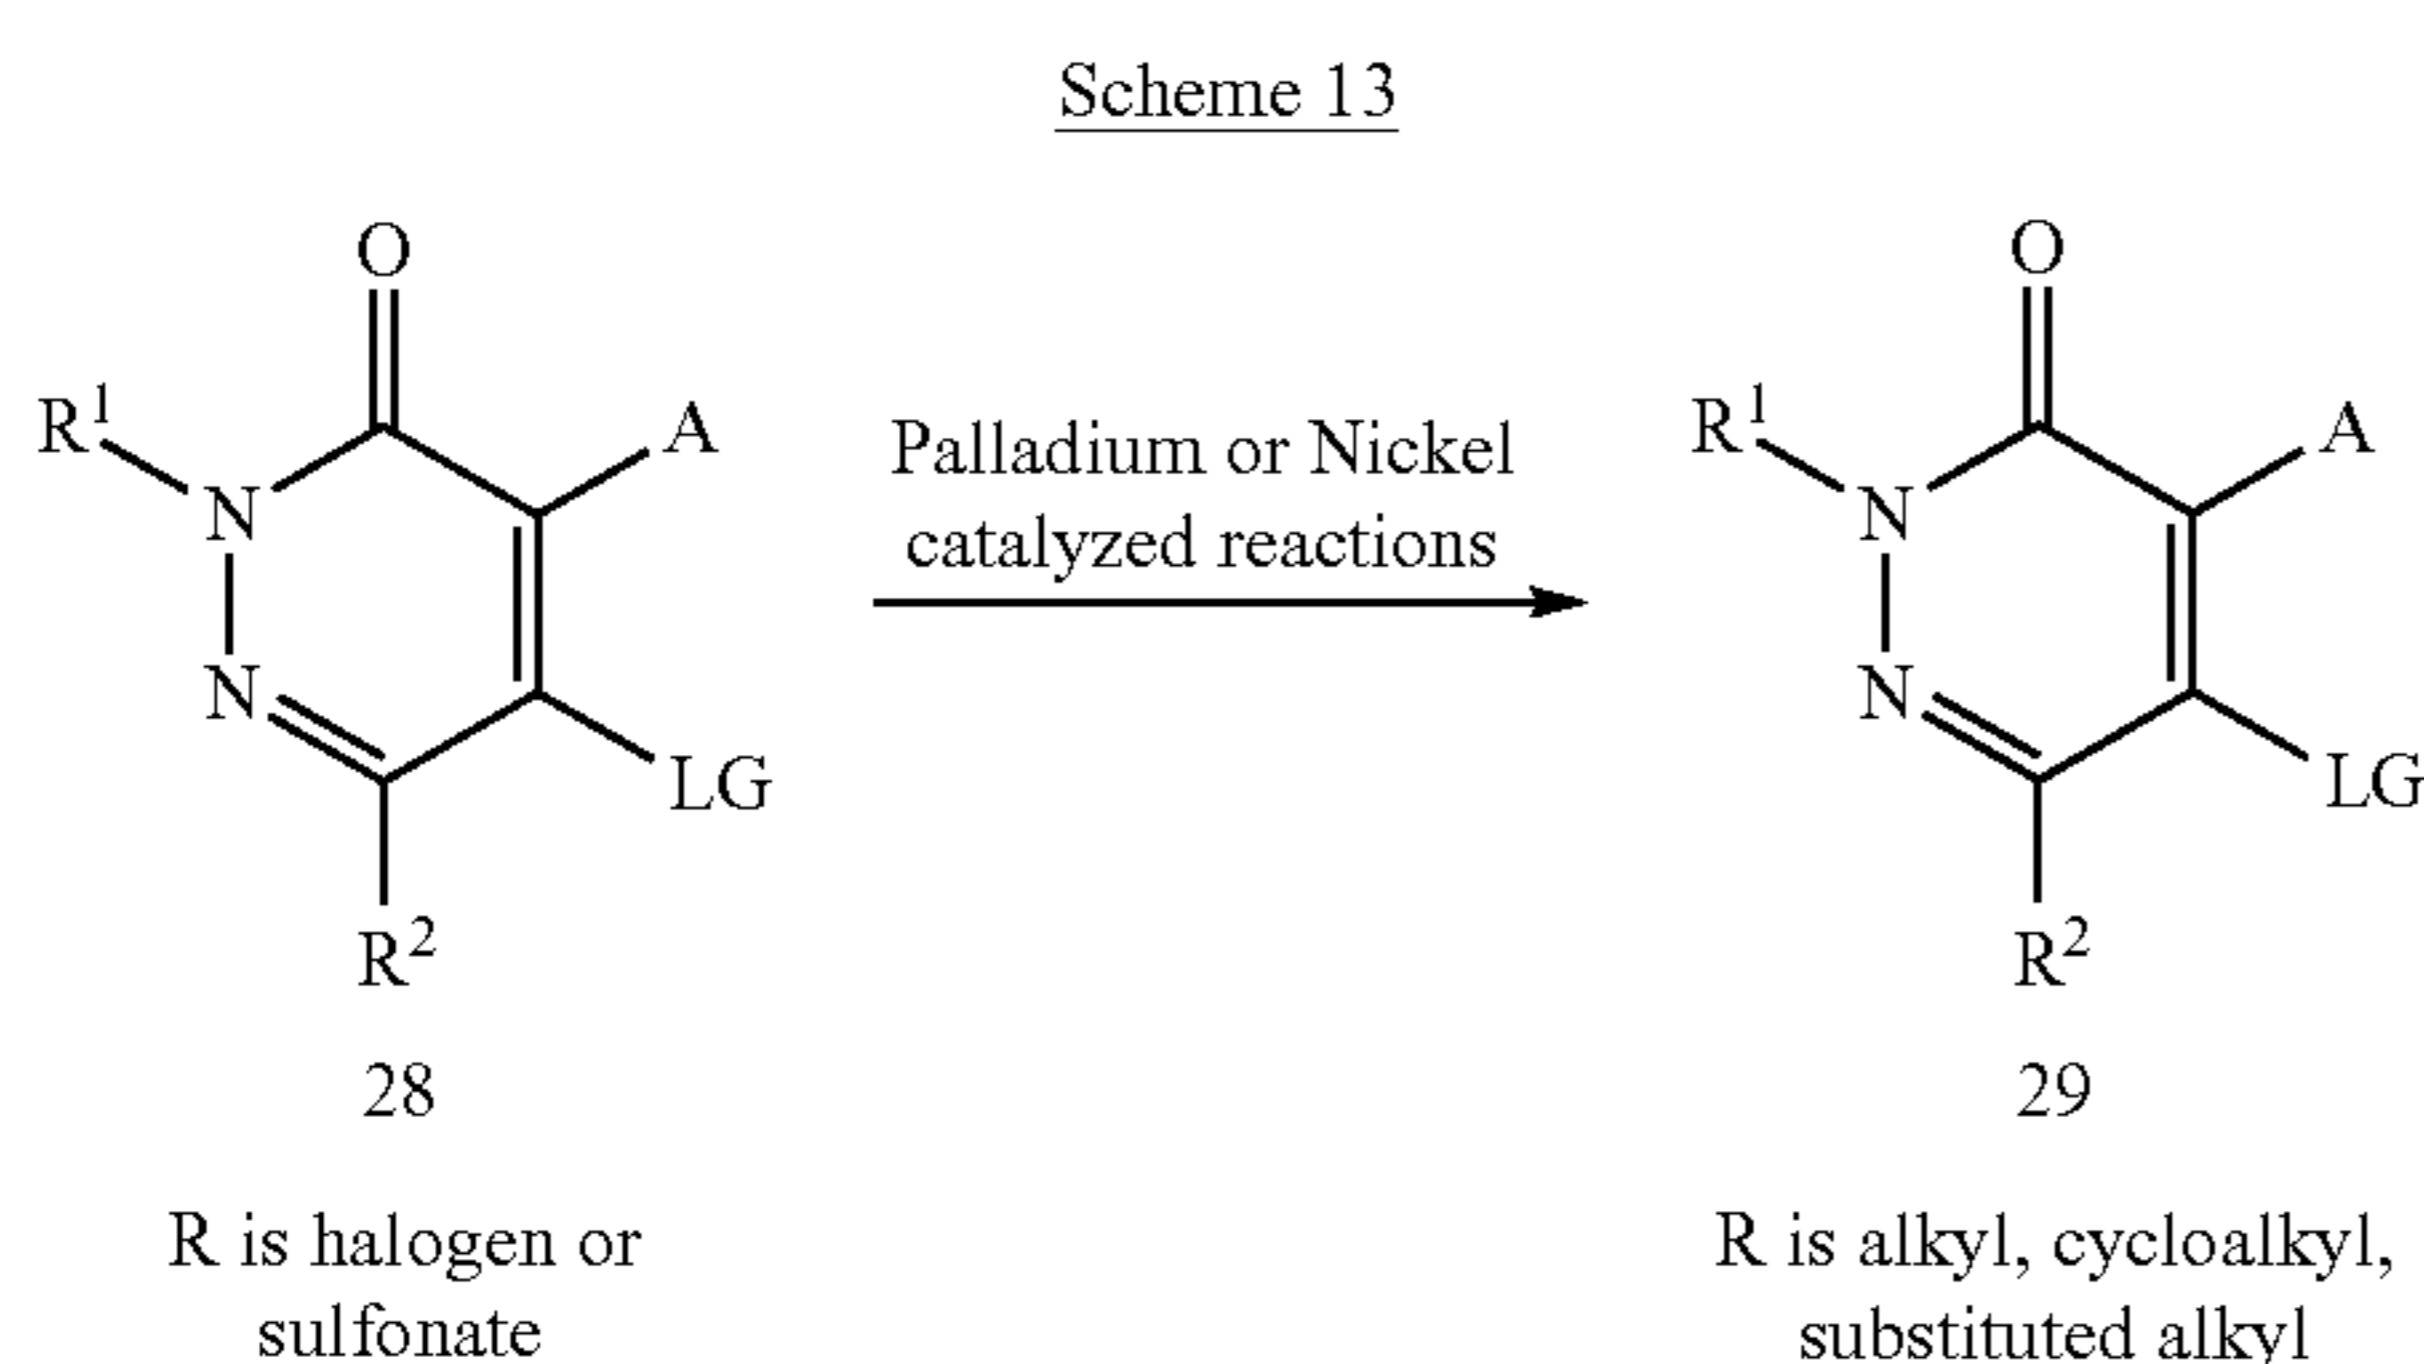 Scheme 13
O
O
R¹
A
Palladium or Nickel
catalyzed reactions
R¹
A
N
N
N
N
LG
LG
R²
R²
28
29
R is halogen or
sulfonate
R is alkyl, cycloalkyl,
substituted alkyl